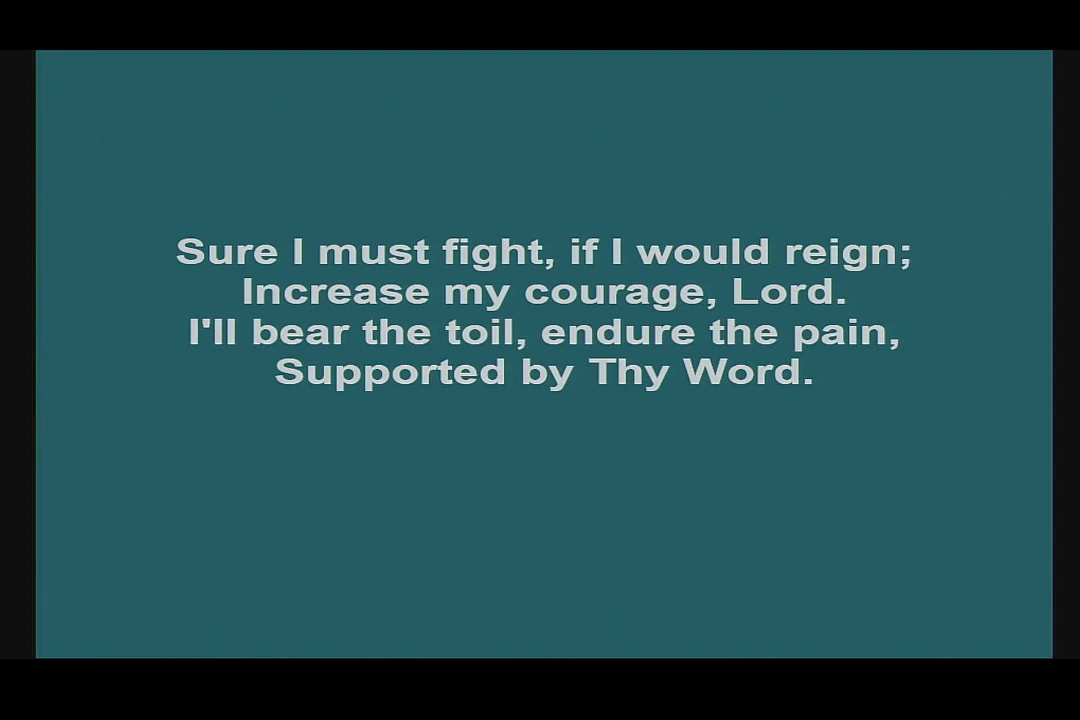 Sure I must fight, if I would reign;
Increase my courage, Lord.
I'll bear the toil, endure the pain,
Supported by Thy Word.